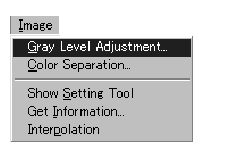 Image
Gray Level Adjustment...
Color Separation...
Show Setting Tool
Get Information...
Interpolation